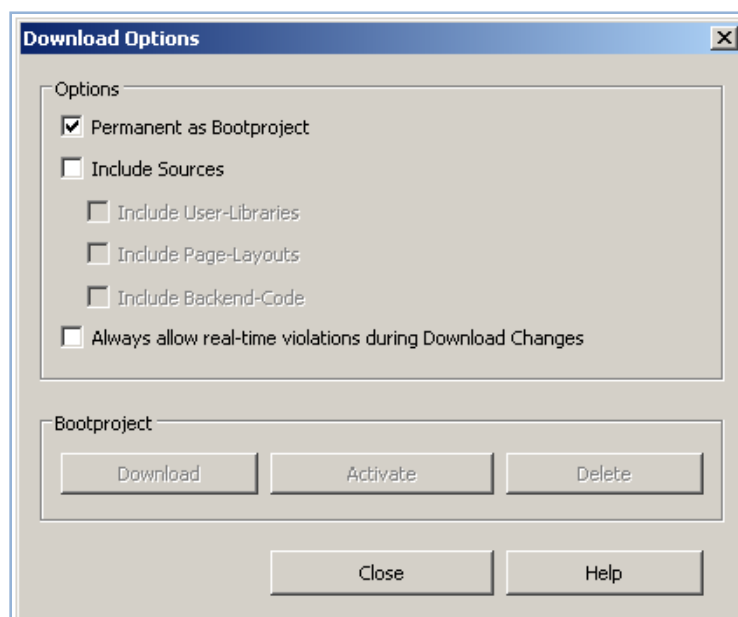 Download Options
Options
Permanent as Bootproject
Include Sources
Include User-Libraries
Include Page-Layouts
Include Backend-Code
Always allow real-time violations during Download Changes
Bootproject
Download Activate Delete
Close Help